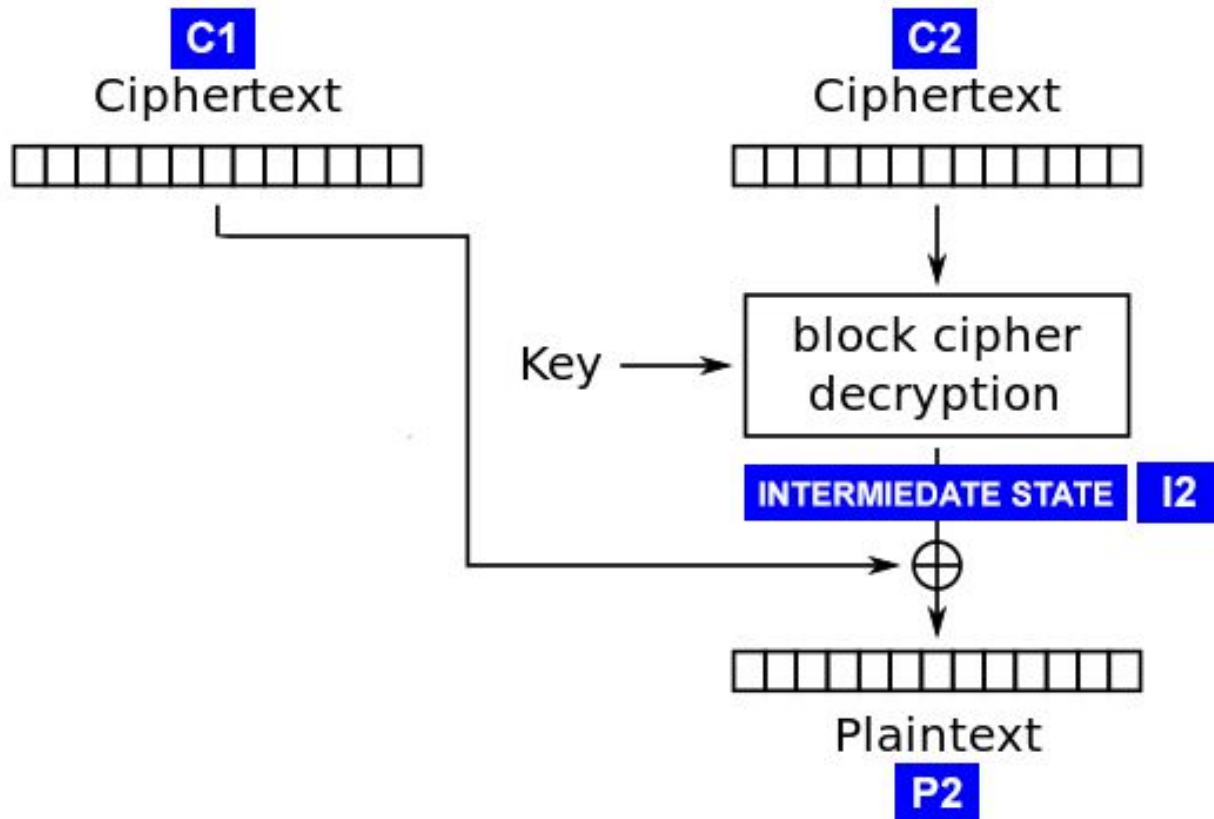 C1
Ciphertext
C2
Ciphertext
Key
block cipher
decryption
INTERMIEDATE STATE
I2
Plaintext
P2